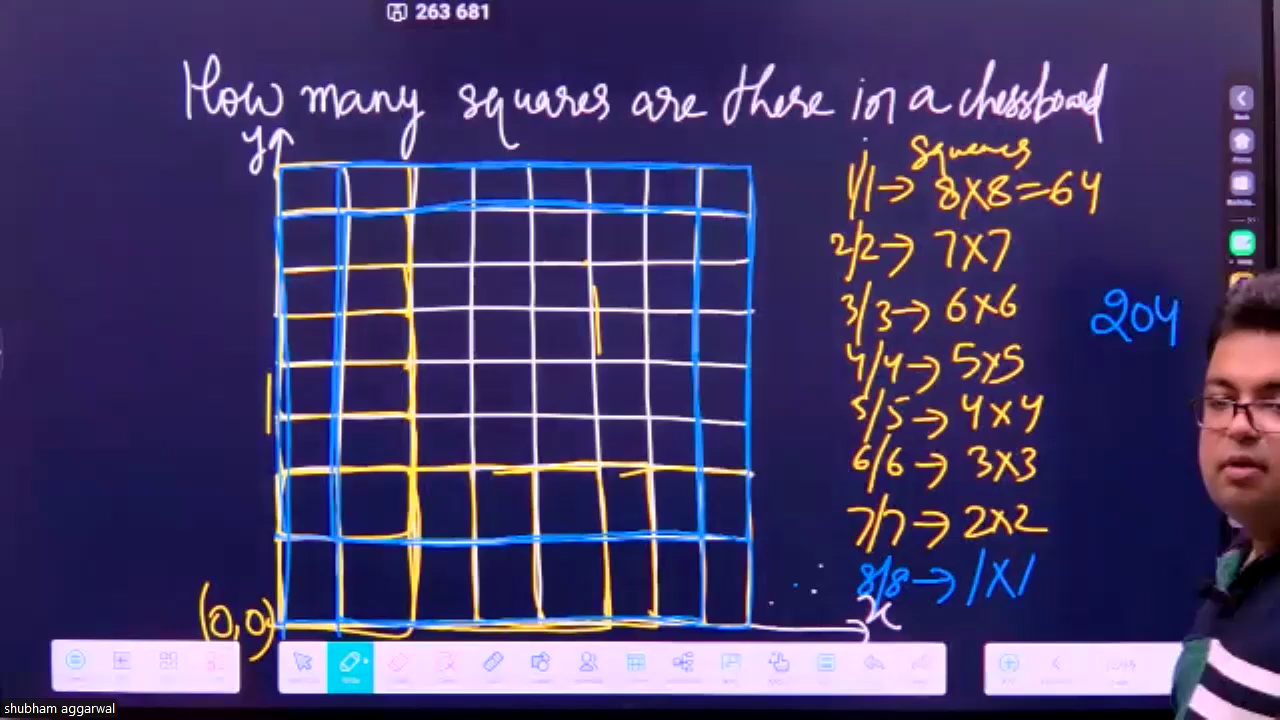 263 681
How many squares are there in a chessboard
y
squares
1/1 → 8×8=64
2/2 → 7×7
3/3 → 6×6
204
4/4 → 5×5
5/5 → 4×4
6/6 → 3×3
7/7 → 2×2
8/8 → 1×1
x
(0,0)
shubham aggarwal